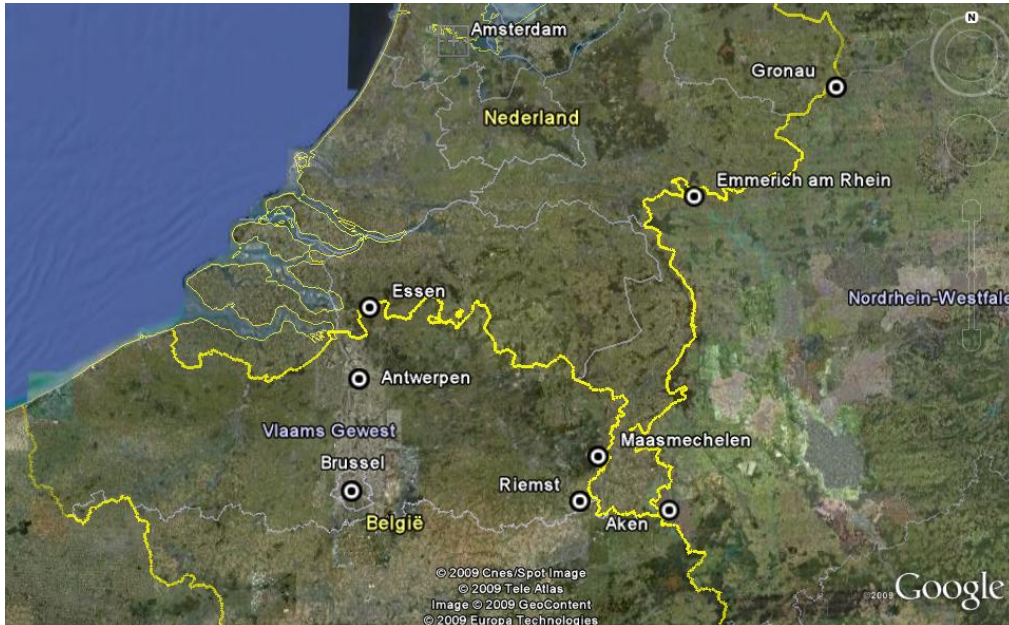 Amsterdam
N
Gronau
Nederland
Emmerich am Rhein
Essen
Nordrhein-Westfale
Antwerpen
Vlaams Gewest
Maasmechelen
Brussel
Riemst
Aken
België
© 2009 Cnes/Spot Image
© 2009 Tele Atlas
Image © 2009 GeoContent
© 2009 Europa Technologies
©2009 Google